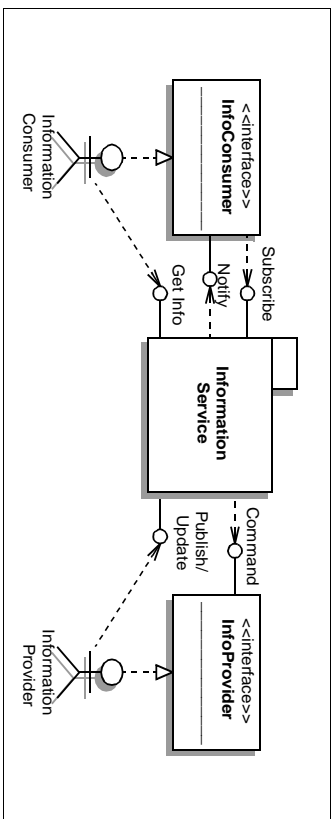 <<interface>>
InfoConsumer
Subscribe
Notify
Get Info
Information
Consumer
Information
Service
Command
Publish/
Update
<<interface>>
InfoProvider
Information
Provider